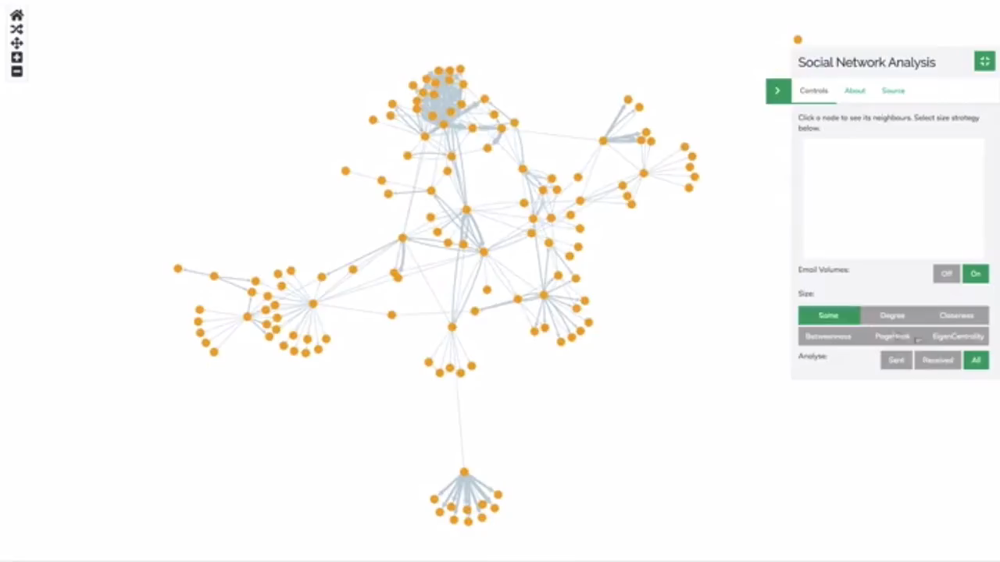 Social Network Analysis
Controls About Source
Click a node to see its neighbours. Select size strategy
below.
Email Volumes: Off On
Size:
Same Degree Closeness
Betweenness PageRank EigenCentrality
Analyse: Sent Received All